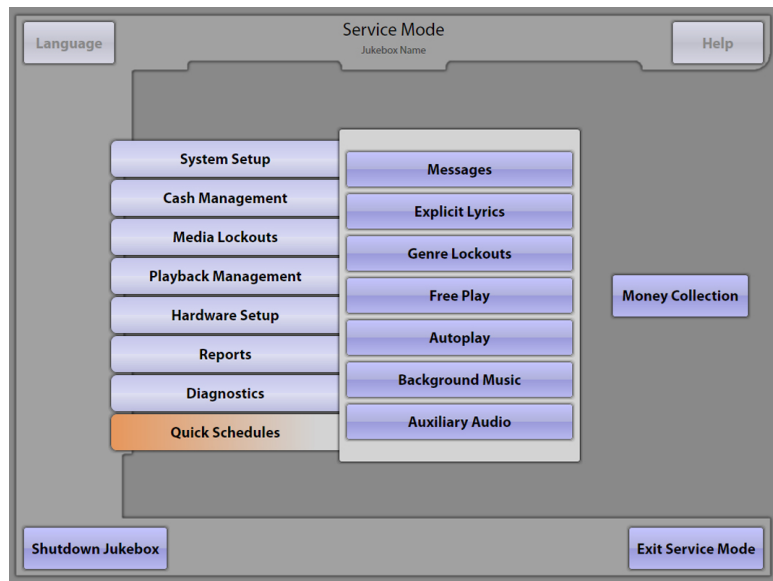 Language
Service Mode
Jukebox Name
Help
System Setup
Cash Management
Media Lockouts
Playback Management
Hardware Setup
Reports
Diagnostics
Quick Schedules
Messages
Explicit Lyrics
Genre Lockouts
Free Play
Autoplay
Background Music
Auxiliary Audio
Money Collection
Shutdown Jukebox
Exit Service Mode